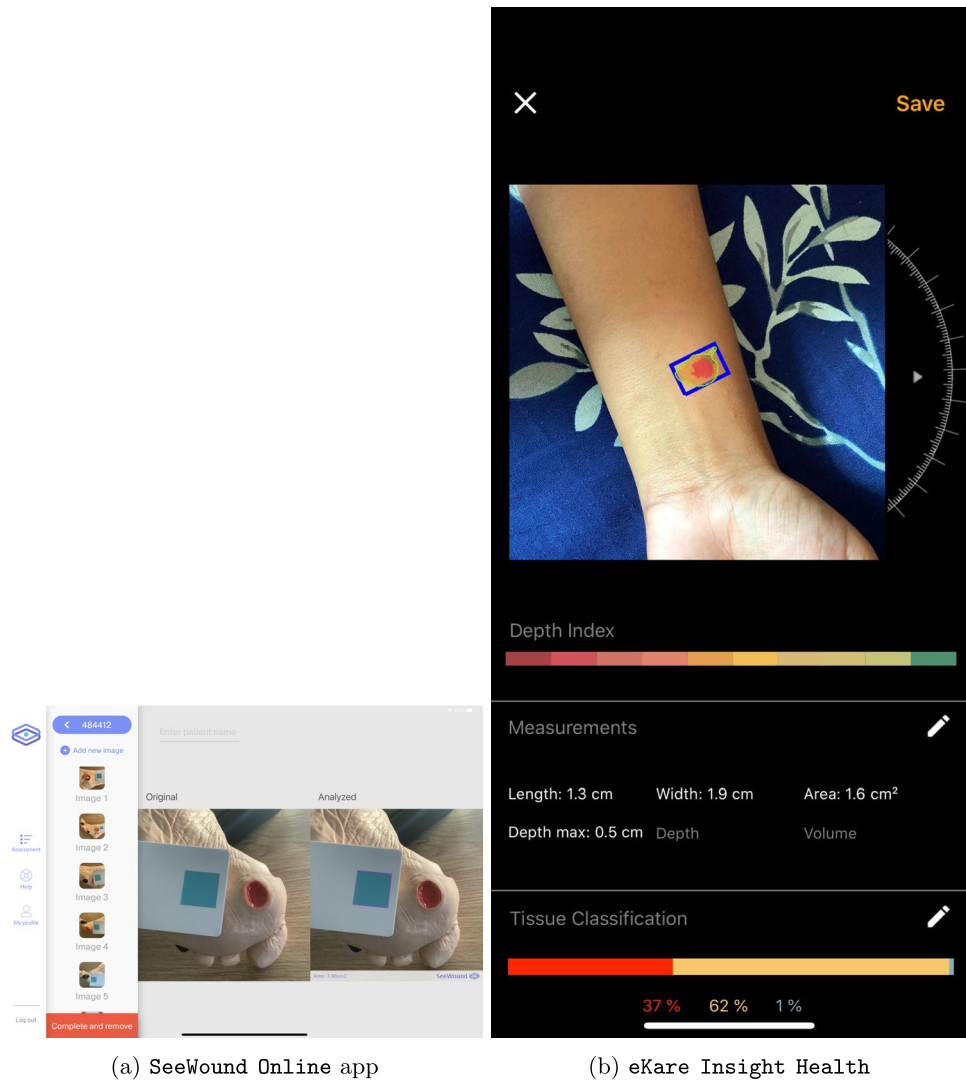 484412
Add new image
Image 1
Image 2
Image 3
Image 4
Image 5
Assessment
Help
My profile
Log out
Complete and remove
Enter patient name
Original
Analyzed
SeeWound
Save
Depth Index
Measurements
Length: 1.3 cm Width: 1.9 cm Area: 1.6 cm²
Depth max: 0.5 cm Depth Volume
Tissue Classification
37 % 62 % 1 %
(a) SeeWound Online app
(b) eKare Insight Health